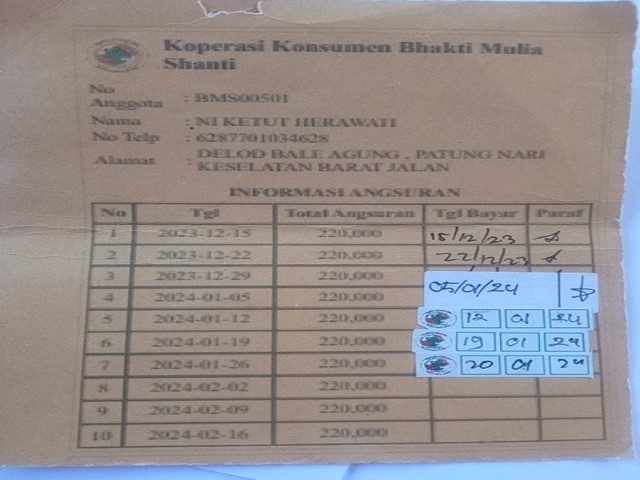 Koperasi Konsumen Bhakti Mulia
Shanti
No
Anggota : BMS00501
Nama : NI KETUT HERAWATI
No Telp : 6287701034628
Alamat : DELOD BALE AGUNG , PATUNG NARI
KESELATAN BARAT JALAN
INFORMASI ANGSURAN
No Tgl Total Angsuran Tgl Bayar Paraf
1 2023-12-15 220,000 15/12/23
2 2023-12-22 220,000 22/12/23
3 2023-12-29 220,000
4 2024-01-05 220,000 05/01/24
5 2024-01-12 220,000 12 01 24
6 2024-01-19 220,000 19 01 24
7 2024-01-26 220,000 20 01 24
8 2024-02-02 220,000
9 2024-02-09 220,000
10 2024-02-16 220,000